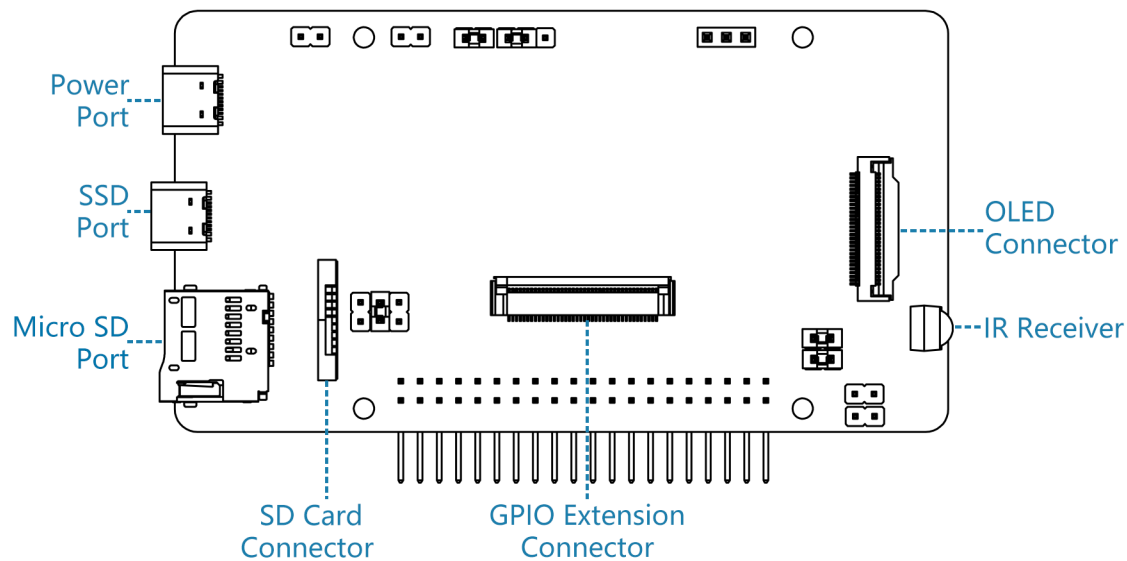 Power
Port
SSD
Port
Micro SD
Port
SD Card
Connector
GPIO Extension
Connector
OLED
Connector
IR Receiver